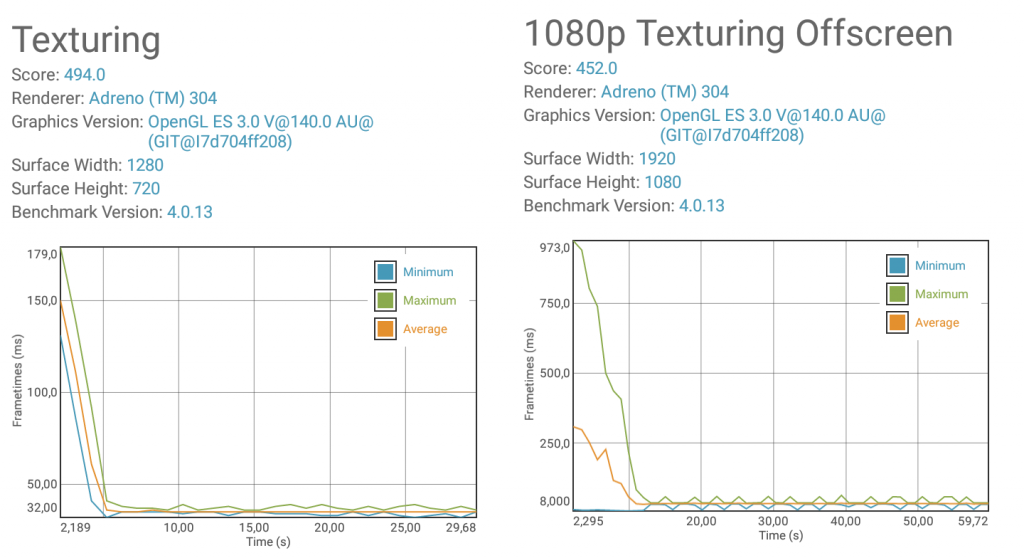 Texturing
Score: 494.0
Renderer: Adreno (TM) 304
Graphics Version: OpenGL ES 3.0 V@140.0 AU@
(GIT@I7d704ff208)
Surface Width: 1280
Surface Height: 720
Benchmark Version: 4.0.13
179,0
150,0
100,0
50,00
32,00
Frametimes (ms)
Minimum
Maximum
Average
2,189
10,00
15,00
20,00
25,00
29,68
Time (s)
1080p Texturing Offscreen
Score: 452.0
Renderer: Adreno (TM) 304
Graphics Version: OpenGL ES 3.0 V@140.0 AU@
(GIT@I7d704ff208)
Surface Width: 1920
Surface Height: 1080
Benchmark Version: 4.0.13
973,0
750,0
500,0
250,0
8,000
Frametimes (ms)
Minimum
Maximum
Average
2,295
20,00
30,00
40,00
50,00
59,72
Time (s)